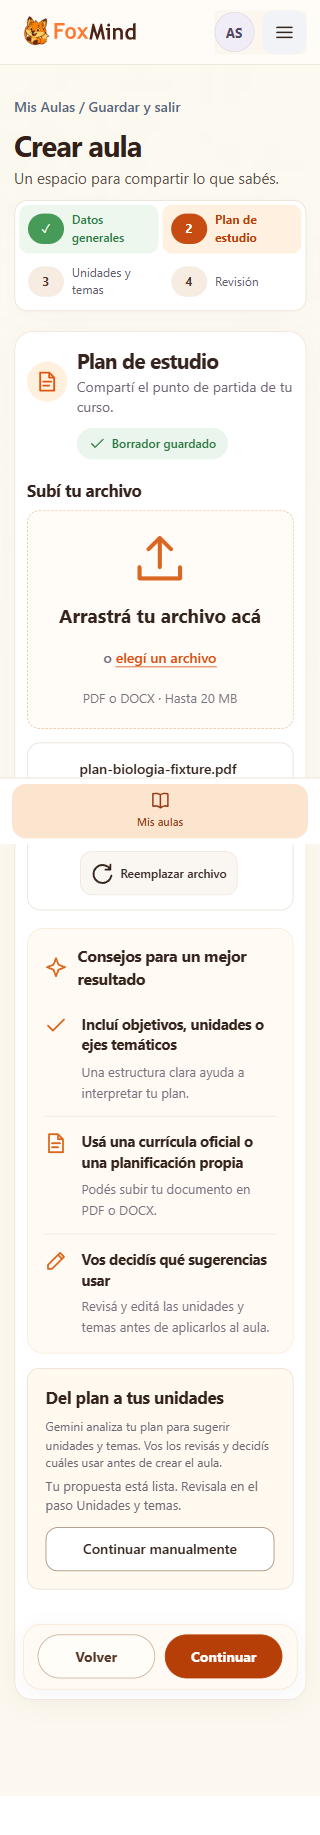 FoxMind
AS
Mis Aulas / Guardar y salir
Crear aula
Un espacio para compartir lo que sabés.
Datos
generales
2
Plan de
estudio
3
Unidades y
temas
4
Revisión
Plan de estudio
Compartí el punto de partida de tu
curso.
Borrador guardado
Subí tu archivo
Arrastrá tu archivo acá
o elegí un archivo
PDF o DOCX · Hasta 20 MB
plan-biologia-fixture.pdf
Mis aulas
Reemplazar archivo
Consejos para un mejor
resultado
Incluí objetivos, unidades o
ejes temáticos
Una estructura clara ayuda a
interpretar tu plan.
Usá una currícula oficial o
una planificación propia
Podés subir tu documento en
PDF o DOCX.
Vos decidís qué sugerencias
usar
Revisá y editá las unidades y
temas antes de aplicarlos al aula.
Del plan a tus unidades
Gemini analiza tu plan para sugerir
unidades y temas. Vos los revisás y decidís
cuáles usar antes de crear el aula.
Tu propuesta está lista. Revisala en el
paso Unidades y temas.
Continuar manualmente
Volver
Continuar